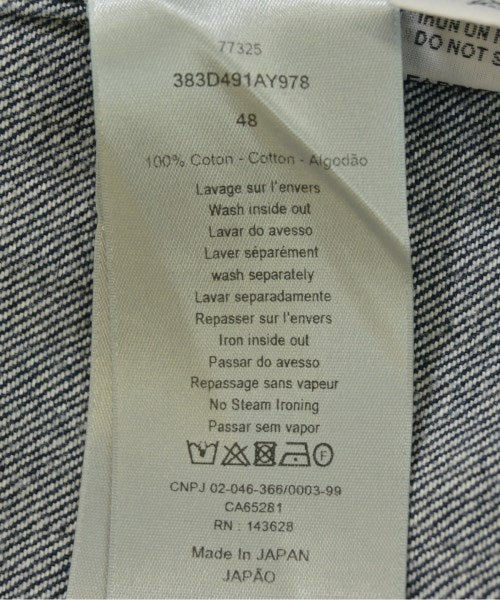 IRON ON
DO NOT S
77325
383D491AY978
48
100% Coton - Cotton - Algodão
Lavage sur l'envers
Wash inside out
Lavar do avesso
Laver séparément
wash separately
Lavar separadamente
Repasser sur l'envers
Iron inside out
Passar do avesso
Repassage sans vapeur
No Steam Ironing
Passar sem vapor
F
CNPJ 02-046-366/0003-99
CA65281
RN : 143628
Made In JAPAN
JAPÃO